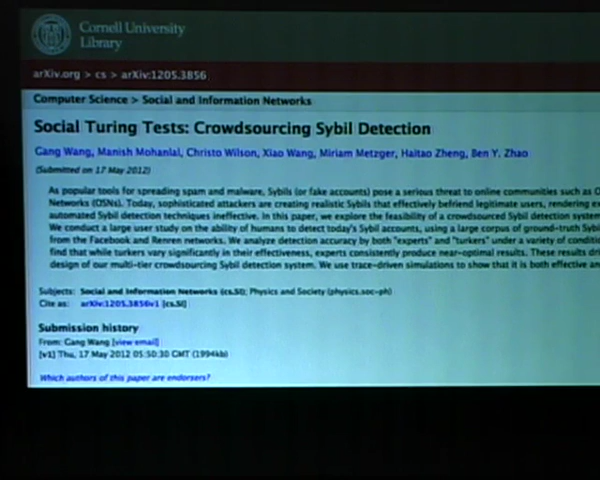 Cornell University
Library
arXiv.org > cs > arXiv:1205.3856
Computer Science > Social and Information Networks
Social Turing Tests: Crowdsourcing Sybil Detection
Gang Wang, Manish Mohanlal, Christo Wilson, Xiao Wang, Miriam Metzger, Haitao Zheng, Ben Y. Zhao
(Submitted on 17 May 2012)
As popular tools for spreading spam and malware, Sybils (or fake accounts) pose a serious threat to online communities such as
Networks (OSNs). Today, sophisticated attackers are creating realistic Sybils that effectively befriend legitimate users, rendering
automated Sybil detection techniques ineffective. In this paper, we explore the feasibility of a crowdsourced Sybil detection system
We conduct a large user study on the ability of humans to detect today's Sybil accounts, using a large corpus of ground-truth Sybi
from the Facebook and Renren networks. We analyze detection accuracy by both "experts" and "turkers" under a variety of conditio
find that while turkers vary significantly in their effectiveness, experts consistently produce near-optimal results. These results dri
design of our multi-tier crowdsourcing Sybil detection system. We use trace-driven simulations to show that it is both effective an
Subjects: Social and Information Networks (cs.SI); Physics and Society (physics.soc-ph)
Cite as: arXiv:1205.3856v1 [cs.SI]
Submission history
From: Gang Wang [view email]
[v1] Thu, 17 May 2012 05:50:30 GMT (1994kb)
Which authors of this paper are endorsers?